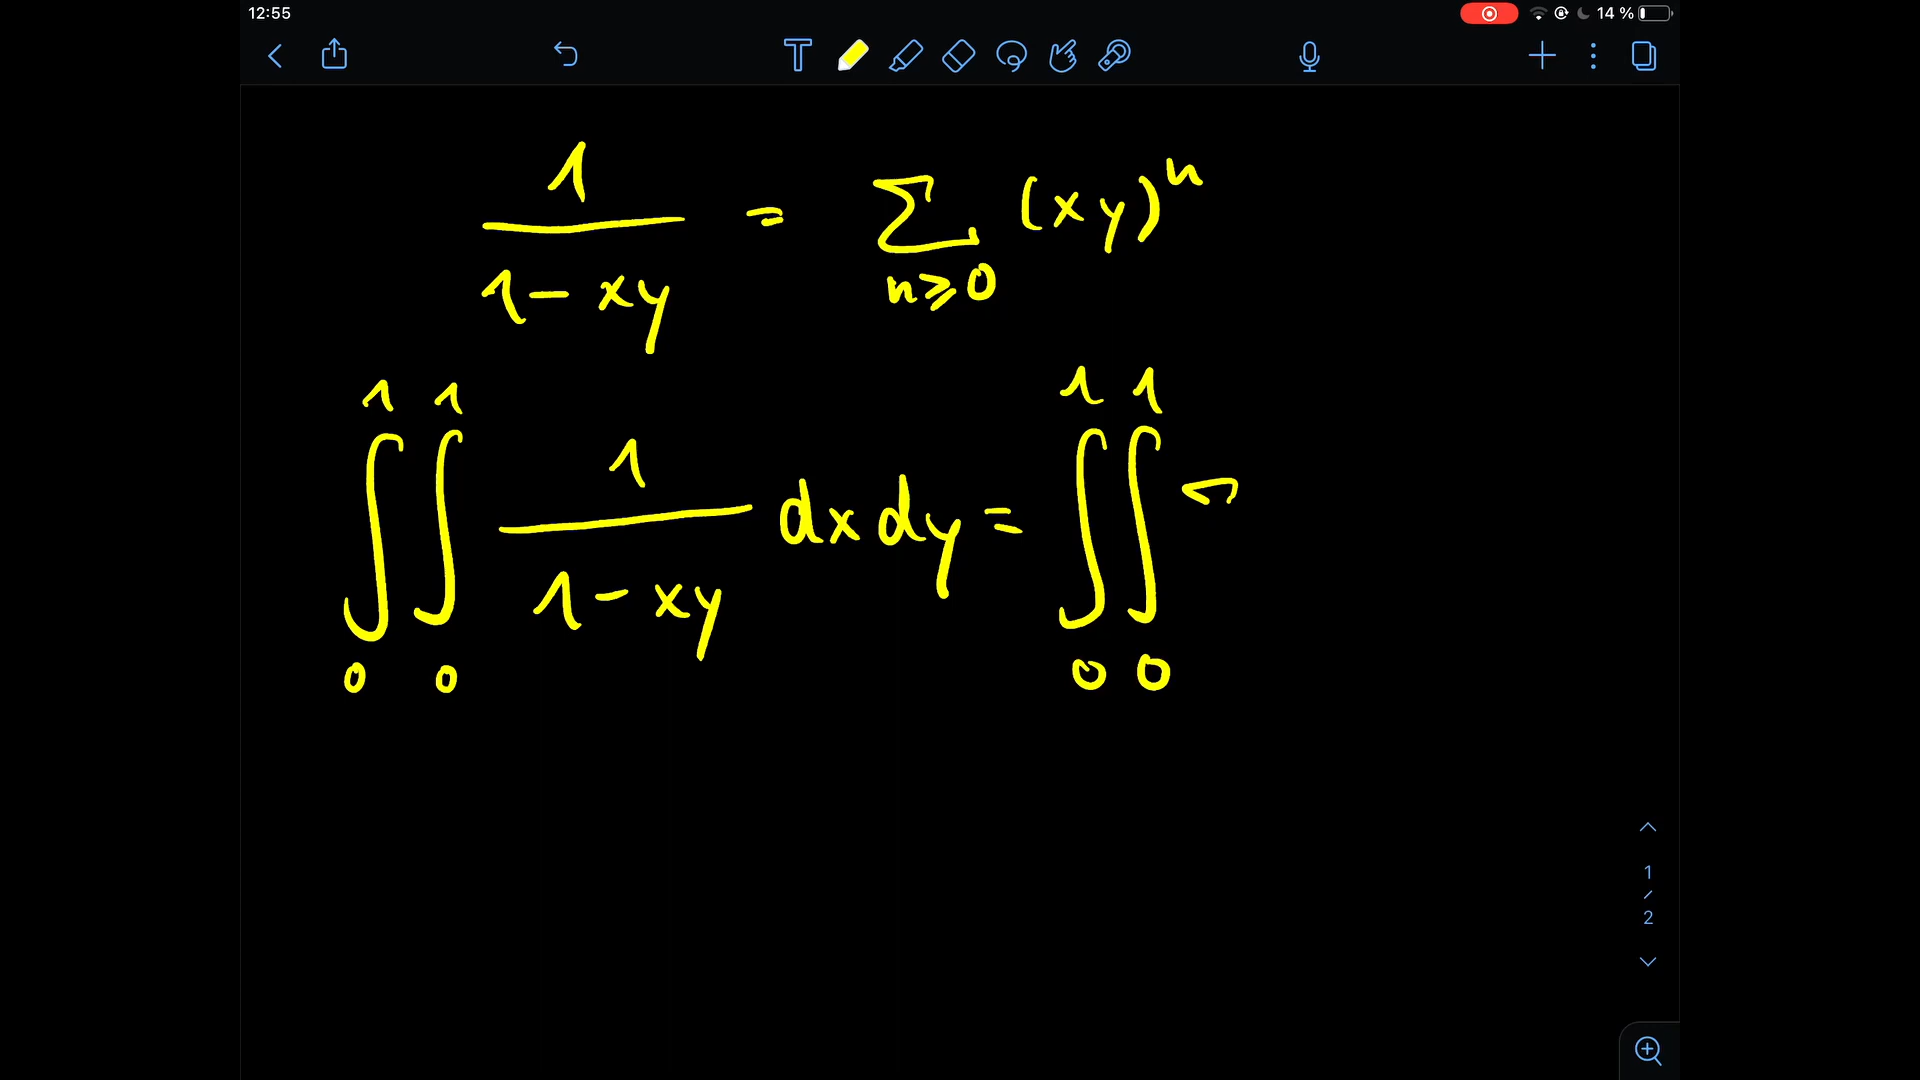 12:55
14 %
T
1/(1-xy) = ∑_{n≥0} (xy)^n
∫_0^1 ∫_0^1 1/(1-xy) dx dy = ∫_0^1 ∫_0^1
1
/
2